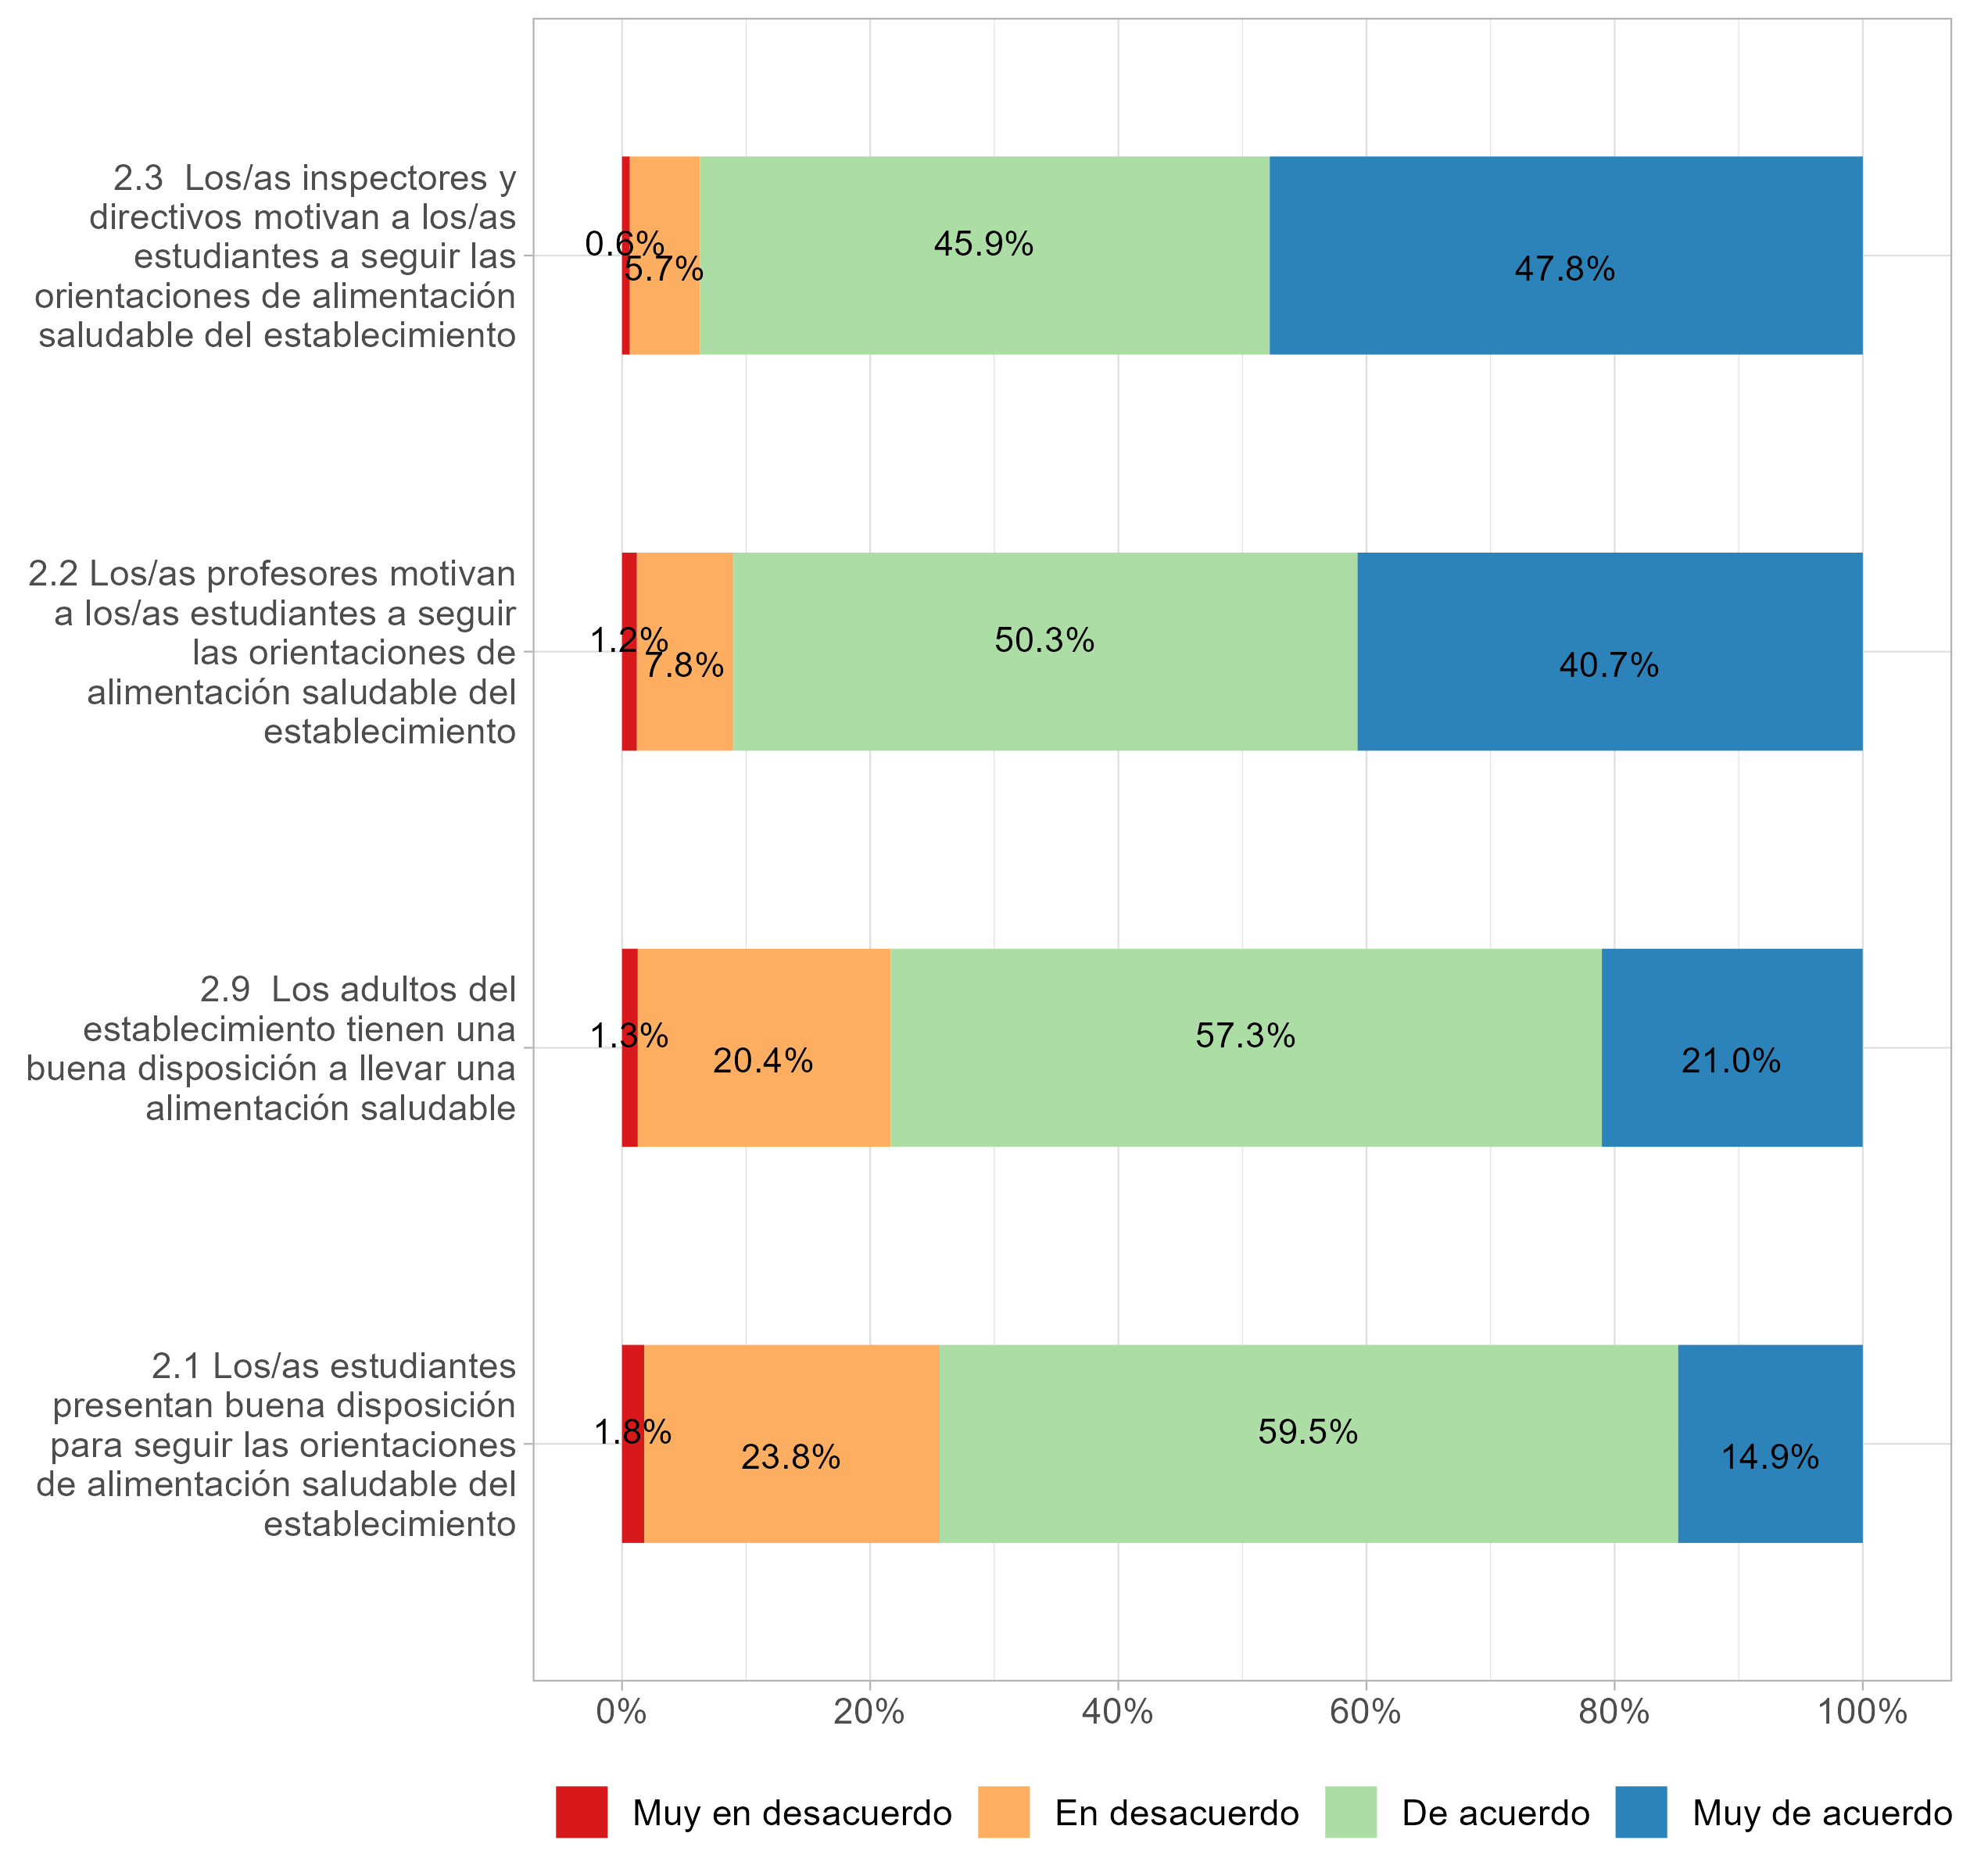 2.3  Los/as inspectores y
directivos motivan a los/as
estudiantes a seguir las
orientaciones de alimentación
saludable del establecimiento
0.6%
5.7%
45.9%
47.8%
2.2 Los/as profesores motivan
a los/as estudiantes a seguir
las orientaciones de
alimentación saludable del
establecimiento
1.2%
7.8%
50.3%
40.7%
2.9  Los adultos del
establecimiento tienen una
buena disposición a llevar una
alimentación saludable
1.3%
20.4%
57.3%
21.0%
2.1 Los/as estudiantes
presentan buena disposición
para seguir las orientaciones
de alimentación saludable del
establecimiento
1.8%
23.8%
59.5%
14.9%
0% 20% 40% 60% 80% 100%
Muy en desacuerdo En desacuerdo De acuerdo Muy de acuerdo